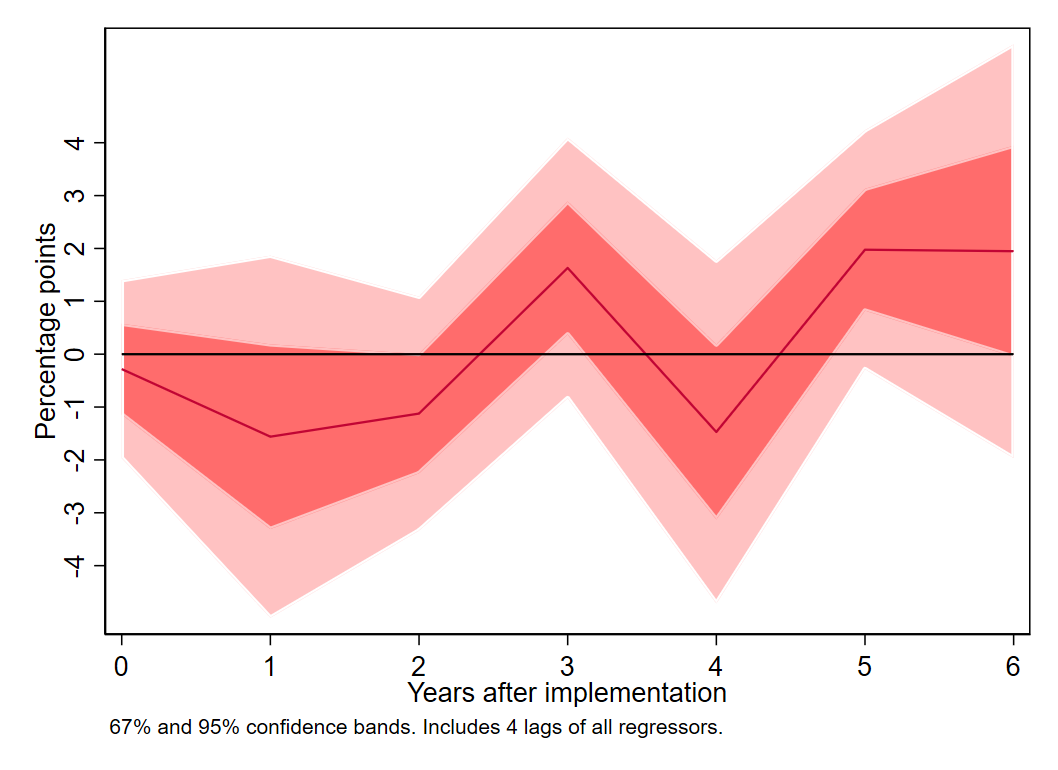 Percentage points
4
3
2
1
0
-1
-2
-3
-4
0 1 2 3 4 5 6
Years after implementation
67% and 95% confidence bands. Includes 4 lags of all regressors.